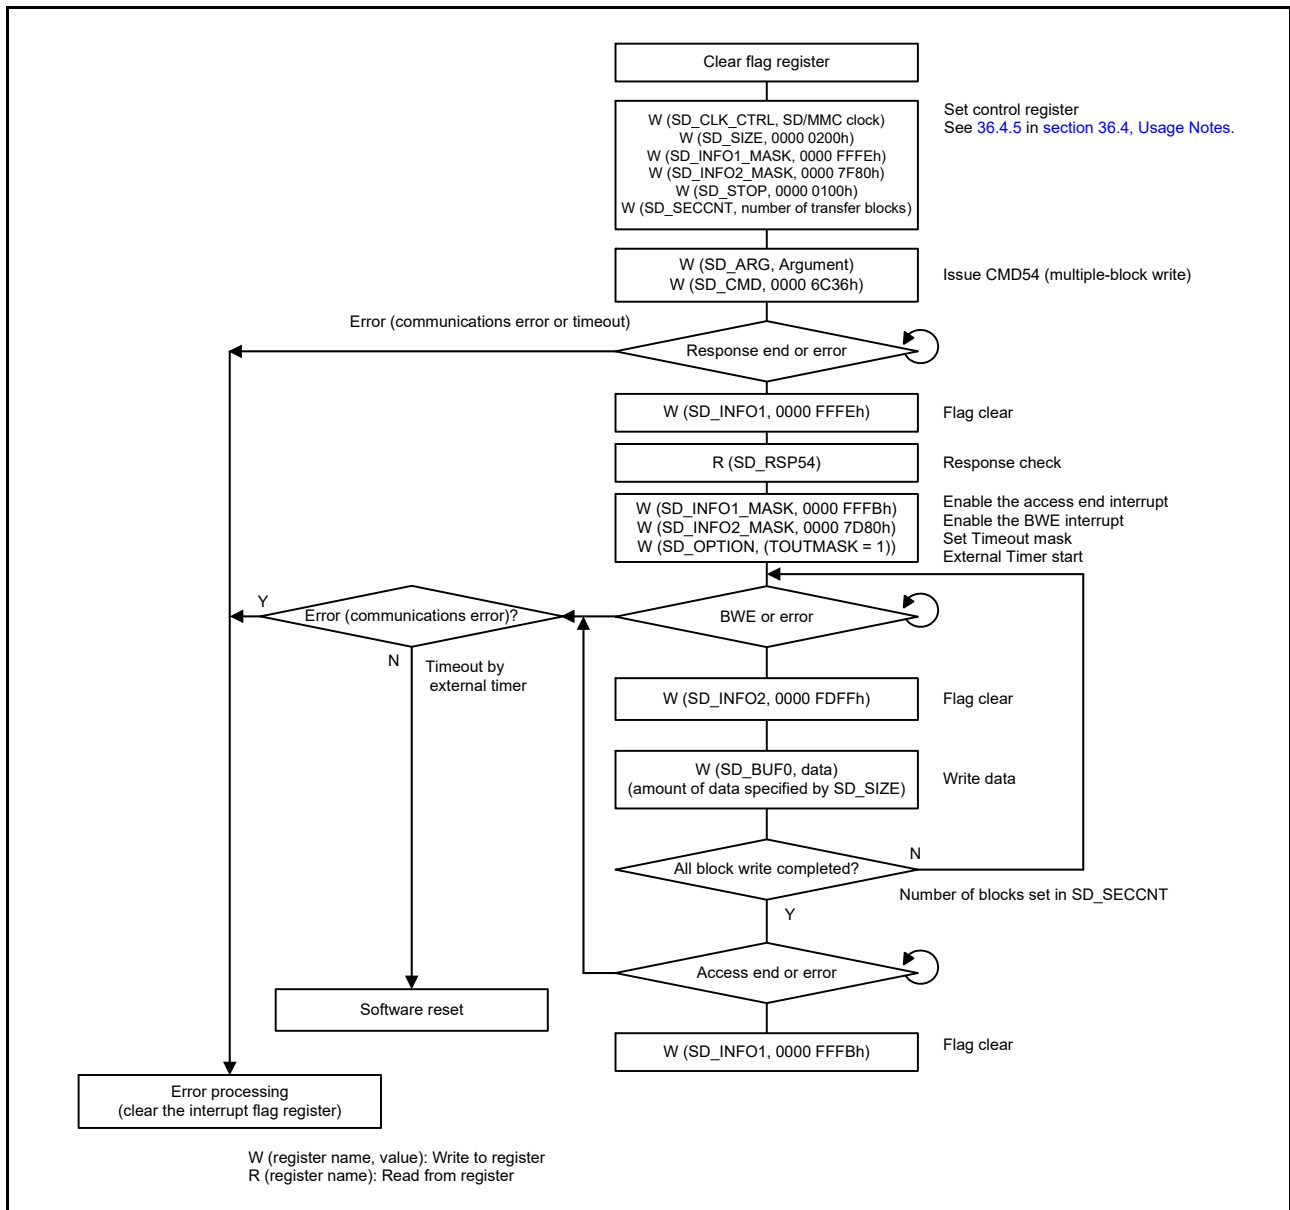 Clear flag register
W (SD_CLK_CTRL, SD/MMC clock)
W (SD_SIZE, 0000 0200h)
W (SD_INFO1_MASK, 0000 FFFEh)
W (SD_INFO2_MASK, 0000 7F80h)
W (SD_STOP, 0000 0100h)
W (SD_SECCNT, number of transfer blocks)
Set control register
See 36.4.5 in section 36.4, Usage Notes.
W (SD_ARG, Argument)
W (SD_CMD, 0000 6C36h)
Issue CMD54 (multiple-block write)
Error (communications error or timeout)
Response end or error
W (SD_INFO1, 0000 FFFEh)
Flag clear
R (SD_RSP54)
Response check
W (SD_INFO1_MASK, 0000 FFFBh)
W (SD_INFO2_MASK, 0000 7D80h)
W (SD_OPTION, (TOUTMASK = 1))
Enable the access end interrupt
Enable the BWE interrupt
Set Timeout mask
External Timer start
Y
Error (communications error)?
BWE or error
N
Timeout by
external timer
W (SD_INFO2, 0000 FDFFh)
Flag clear
W (SD_BUF0, data)
(amount of data specified by SD_SIZE)
Write data
All block write completed?
N
Number of blocks set in SD_SECCNT
Y
Access end or error
Software reset
W (SD_INFO1, 0000 FFFBh)
Flag clear
Error processing
(clear the interrupt flag register)
W (register name, value): Write to register
R (register name): Read from register